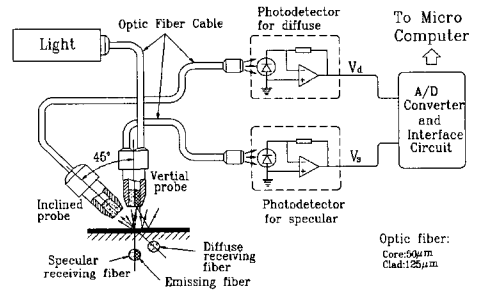 Optic Fiber Cable
Photodetector
for diffuse
To Micro
Computer
Light
Vd
A/D
Converter
and
Interface
Circuit
45°
Vertial
probe
Vs
Inclined
probe
Photodetector
for specular
Diffuse
receiving
fiber
Specular
receiving fiber
Emissing fiber
Optic fiber:
Core:50μm
Clad:125μm